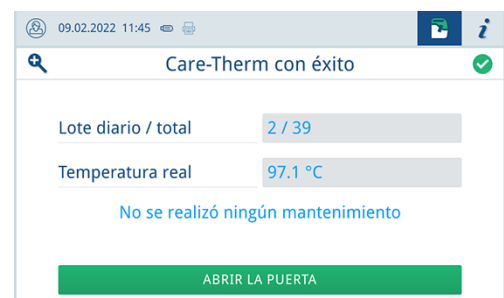 09.02.2022 11:45
i
Care-Therm con éxito
Lote diario / total 2 / 39
Temperatura real 97.1 °C
No se realizó ningún mantenimiento
ABRIR LA PUERTA